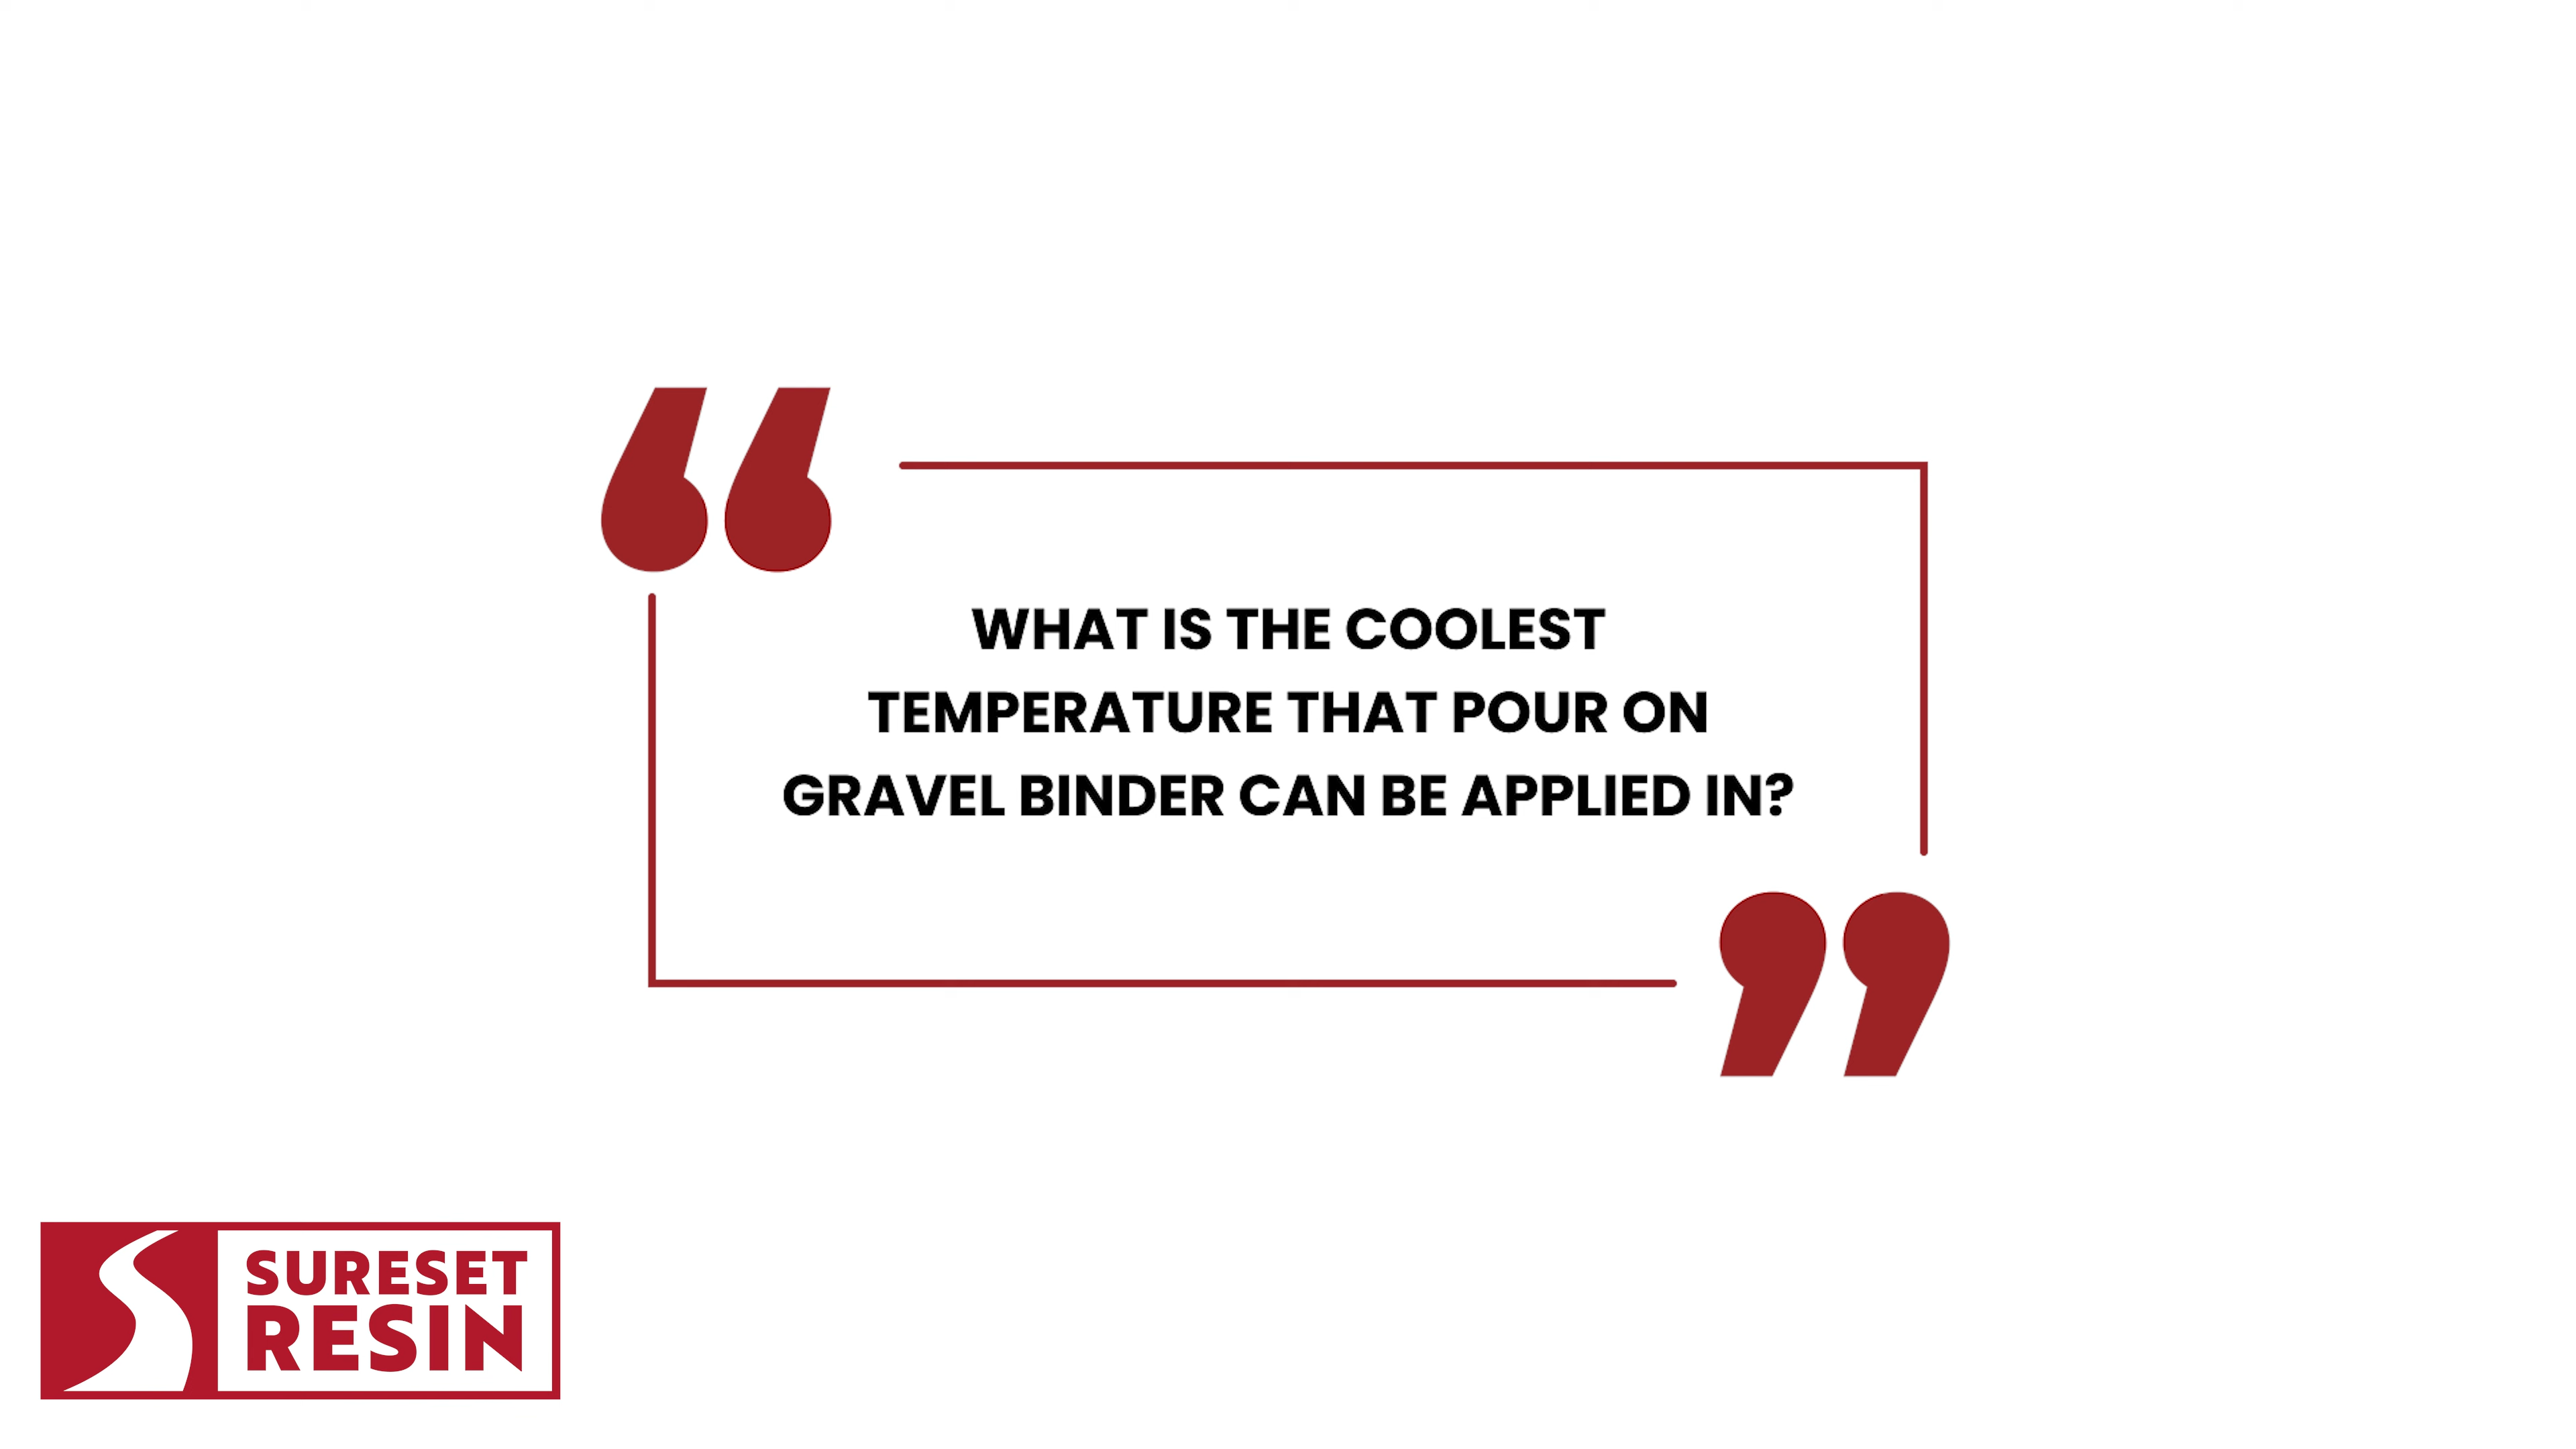 WHAT IS THE COOLEST
TEMPERATURE THAT POUR ON
GRAVEL BINDER CAN BE APPLIED IN?
SURESET
RESIN